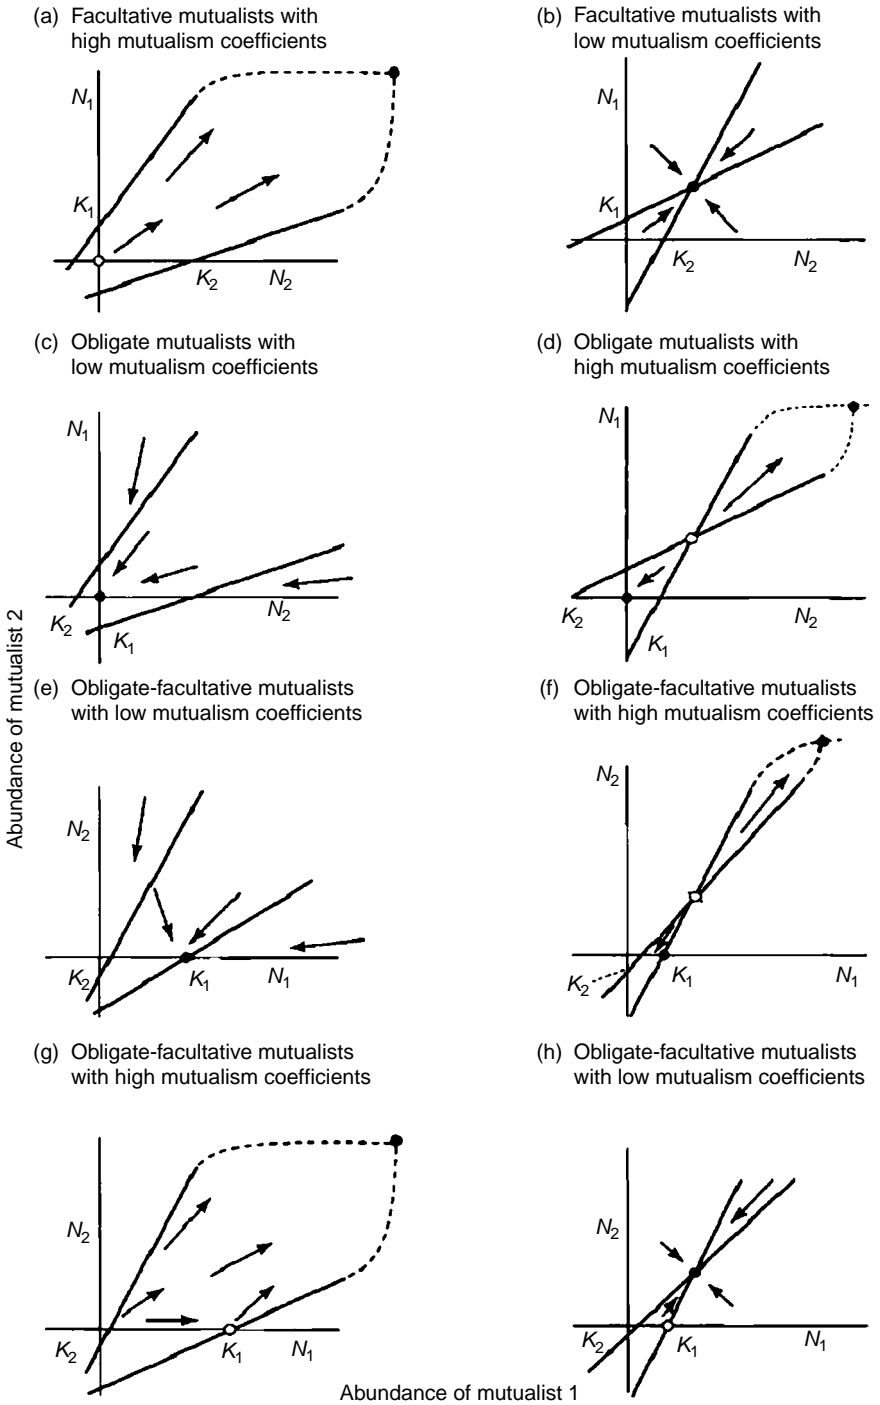 (a) Facultative mutualists with
high mutualism coefficients
N1
K1
K2
N2
(b) Facultative mutualists with
low mutualism coefficients
N1
K1
K2
N2
(c) Obligate mutualists with
low mutualism coefficients
N1
K2
K1
N2
(d) Obligate mutualists with
high mutualism coefficients
N1
K2
K1
N2
Abundance of mutualist 2
(e) Obligate-facultative mutualists
with low mutualism coefficients
N2
K2
K1
N1
(f) Obligate-facultative mutualists
with high mutualism coefficients
N2
K2
K1
N1
(g) Obligate-facultative mutualists
with high mutualism coefficients
N2
K2
K1
N1
(h) Obligate-facultative mutualists
with low mutualism coefficients
N2
K2
K1
N1
Abundance of mutualist 1